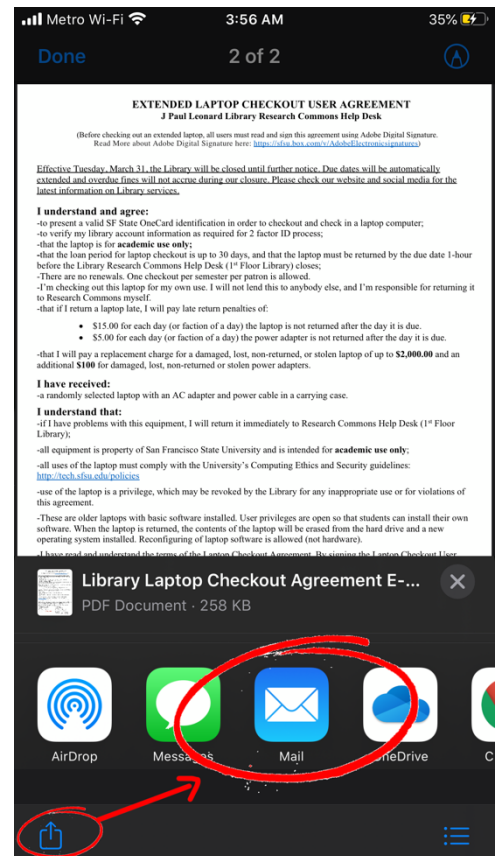 Metro Wi-Fi 3:56 AM 35%
Done 2 of 2
EXTENDED LAPTOP CHECKOUT USER AGREEMENT
J Paul Leonard Library Research Commons Help Desk
(Before checking out an extended laptop, all users must read and sign this agreement using Adobe Digital Signature.
Read More about Adobe Digital Signature here: https://sfsu.box.com/v/AdobeElectronicsignatures)
Effective Tuesday, March 31, the Library will be closed until further notice. Due dates will be automatically
extended and overdue fines will not accrue during our closure. Please check our website and social media for the
latest information on Library services.
I understand and agree:
-to present a valid SF State OneCard identification in order to checkout and check in a laptop computer;
-to verify my library account information as required for 2 factor ID process;
-that the laptop is for academic use only;
-that the loan period for laptop checkout is up to 30 days, and that the laptop must be returned by the due date 1-hour
before the Library Research Commons Help Desk (1st Floor Library) closes;
-There are no renewals. One checkout per semester per patron is allowed.
-I'm checking out this laptop for my own use. I will not lend this to anybody else, and I'm responsible for returning it
to Research Commons myself.
-that if I return a laptop late, I will pay late return penalties of:
• $15.00 for each day (or faction of a day) the laptop is not returned after the day it is due.
• $5.00 for each day (or faction of a day) the power adapter is not returned after the day it is due.
-that I will pay a replacement charge for a damaged, lost, non-returned, or stolen laptop of up to $2,000.00 and an
additional $100 for damaged, lost, non-returned or stolen power adapters.
I have received:
-a randomly selected laptop with an AC adapter and power cable in a carrying case.
I understand that:
-if I have problems with this equipment, I will return it immediately to Research Commons Help Desk (1st Floor
Library);
-all equipment is property of San Francisco State University and is intended for academic use only;
-all uses of the laptop must comply with the University's Computing Ethics and Security guidelines:
http://tech.sfsu.edu/policies
-use of the laptop is a privilege, which may be revoked by the Library for any inappropriate use or for violations of
this agreement.
-These are older laptops with basic software installed. User privileges are open so that students can install their own
software. When the laptop is returned, the contents of the laptop will be erased from the hard drive and a new
operating system installed. Reconfiguring of laptop software is allowed (not hardware).
-I have read and understand the terms of the Laptop Checkout Agreement. By signing the Laptop Checkout User
Library Laptop Checkout Agreement E-...
PDF Document · 258 KB
AirDrop Messages Mail OneDrive C